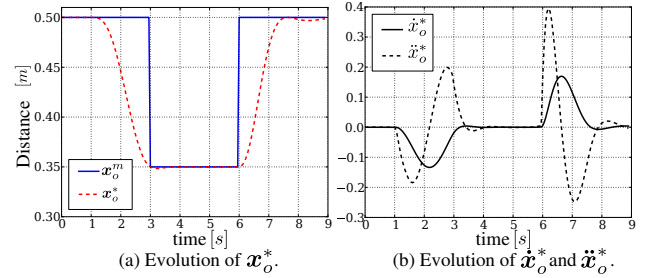 0.50
0.45
0.40
0.35
0.30
Distance [m]
x_o^m
x_o^*
0 1 2 3 4 5 6 7 8 9
time [s]
(a) Evolution of x_o^*.
0.4
0.3
0.2
0.1
0.0
−0.1
−0.2
−0.3
−0.4
ẋ_o^*
ẍ_o^*
0 1 2 3 4 5 6 7 8 9
time [s]
(b) Evolution of ẋ_o^* and ẍ_o^*.